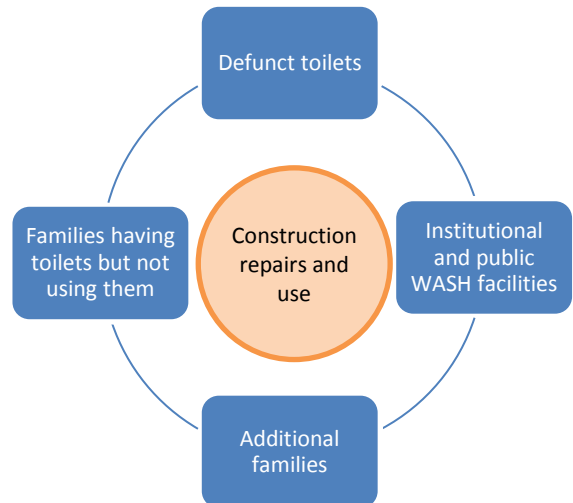 Defunct toilets
Families having
toilets but not
using them
Construction
repairs and
use
Institutional
and public
WASH facilities
Additional
families